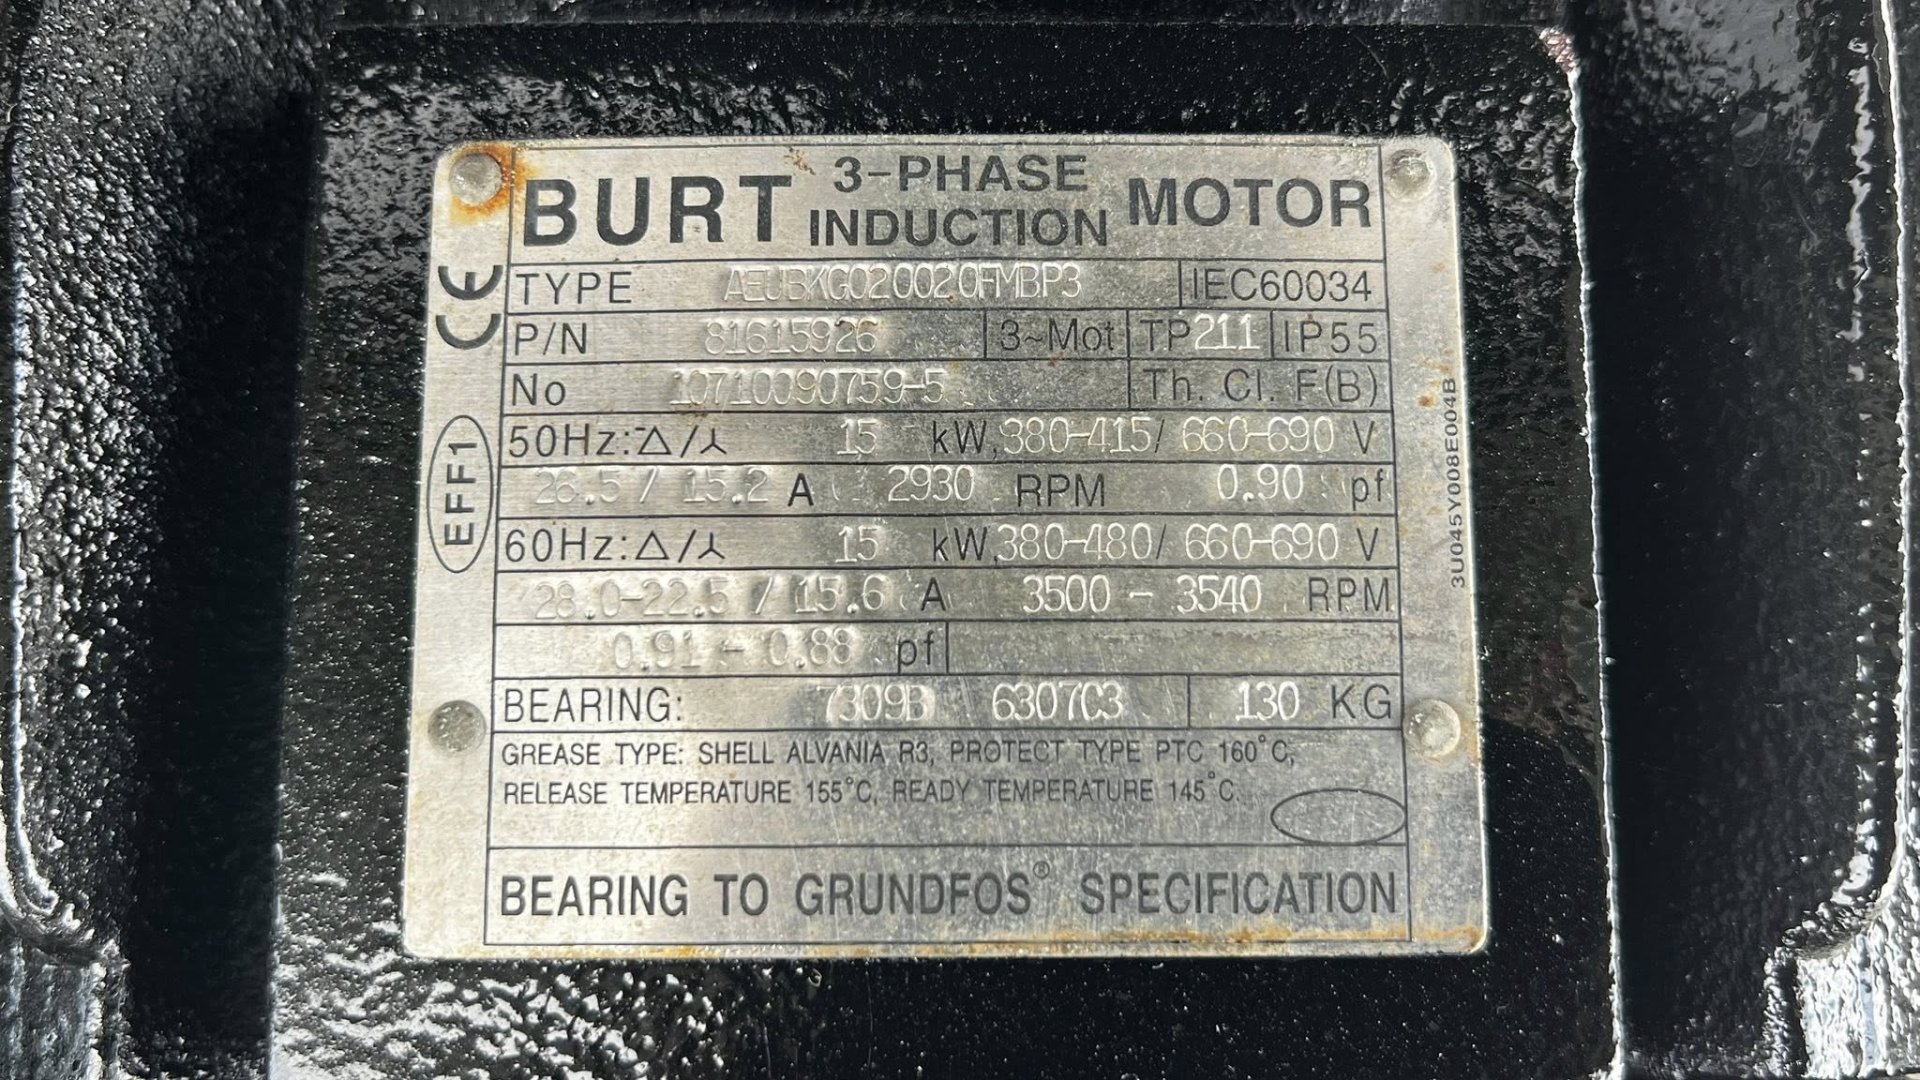 BURT 3-PHASE INDUCTION MOTOR
CE
TYPE AEUBKG020020FMBP3 IEC60034
P/N 81615926 3~Mot TP211 IP55
No 10710090759-5 Th. Cl. F(B)
EFF1
50Hz:△/⅄ 15 kW, 380-415/ 660-690 V
/ 15.2 A 2930 RPM 0.90 pf
60Hz:△/⅄ 15 kW, 380-480/ 660-690 V
28.0-22.5 / 15.6 A 3500 - 3540 RPM
0.91 - 0.88 pf
BEARING: 7309B 6307C3 130 KG
GREASE TYPE: SHELL ALVANIA R3, PROTECT TYPE PTC 160°C,
RELEASE TEMPERATURE 155°C, READY TEMPERATURE 145°C.
BEARING TO GRUNDFOS® SPECIFICATION
3U045Y008E004B